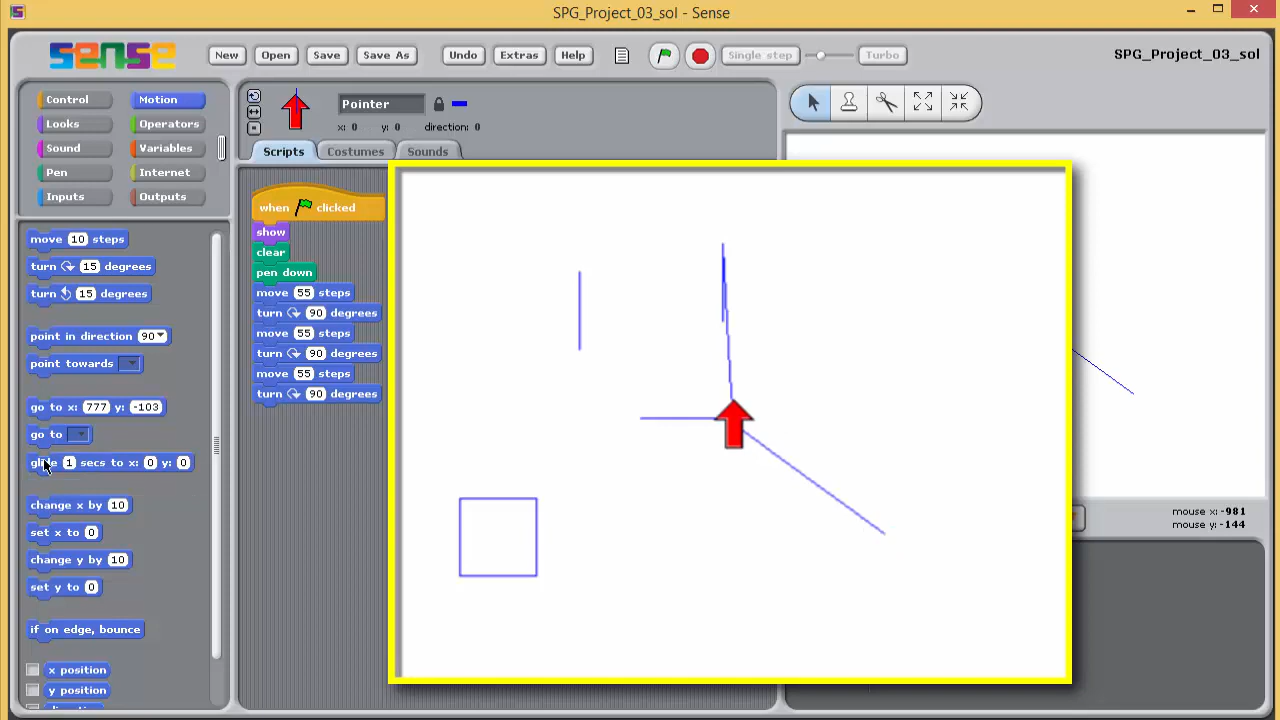 SPG_Project_03_sol - Sense
sense
New
Open
Save
Save As
Undo
Extras
Help
Single step
Turbo
SPG_Project_03_sol
Control
Motion
Looks
Operators
Sound
Variables
Pen
Internet
Inputs
Outputs
Pointer
x: 0 y: 0 direction: 0
Scripts
Costumes
Sounds
move 10 steps
turn 15 degrees
turn 15 degrees
point in direction 90
point towards
go to x: 777 y: -103
go to
glide 1 secs to x: 0 y: 0
change x by 10
set x to 0
change y by 10
set y to 0
if on edge, bounce
x position
y position
when clicked
show
clear
pen down
move 55 steps
turn 90 degrees
move 55 steps
turn 90 degrees
move 55 steps
turn 90 degrees
mouse x: -981
mouse y: -144